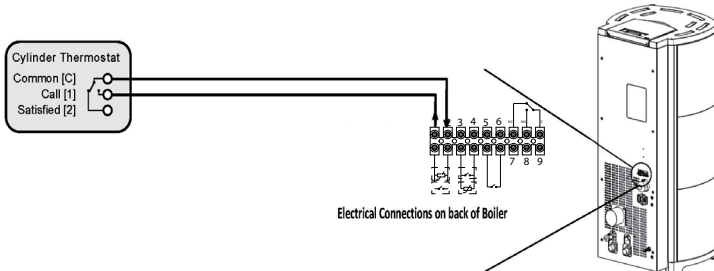 Cylinder Thermostat
Common [C]
Call [1]
Satisfied [2]
3 4 5 6
7 8 9
Electrical Connections on back of Boiler